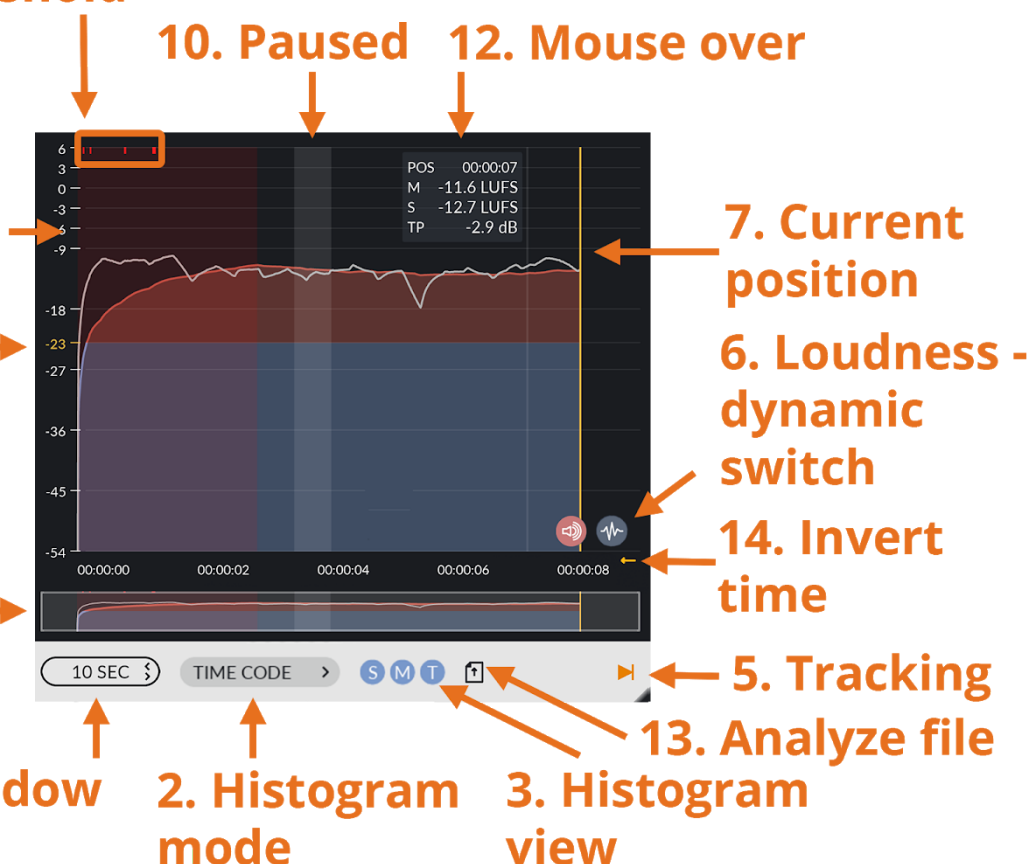 10. Paused
12. Mouse over
6
3
0
-3
-9
-18
-23
-27
-36
-45
-54
POS 00:00:07
M -11.6 LUFS
S -12.7 LUFS
TP -2.9 dB
7. Current
position
6. Loudness -
dynamic
switch
14. Invert
time
00:00:00 00:00:02 00:00:04 00:00:06 00:00:08
10 SEC
TIME CODE >
S M T
5. Tracking
13. Analyze file
dow
2. Histogram
mode
3. Histogram
view